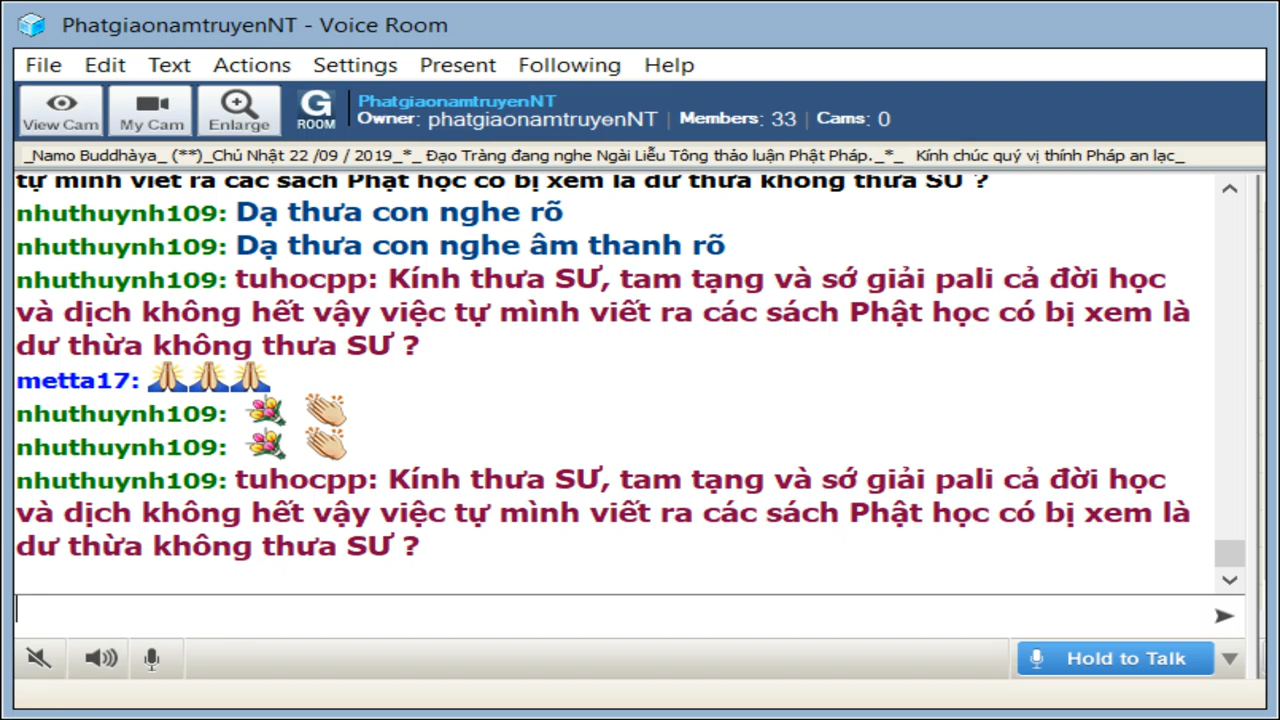 PhatgiaonamtruyenNT - Voice Room
File Edit Text Actions Settings Present Following Help
View Cam My Cam Enlarge G ROOM PhatgiaonamtruyenNT
Owner: phatgiaonamtruyenNT | Members: 33 | Cams: 0
_Namo Buddhàya_ (**)_Chủ Nhật 22 /09 / 2019_*_ Đạo Tràng đang nghe Ngài Liễu Tông thảo luận Phật Pháp._*_ Kính chúc quý vị thính Pháp an lạc_
tự mình viết ra các sách Phật học có bị xem là dư thừa không thưa SƯ ?
nhuthuynh109: Dạ thưa con nghe rõ
nhuthuynh109: Dạ thưa con nghe âm thanh rõ
nhuthuynh109: tuhocpp: Kính thưa SƯ, tam tạng và sớ giải pali cả đời học
và dịch không hết vậy việc tự mình viết ra các sách Phật học có bị xem là
dư thừa không thưa SƯ ?
metta17: 🙏🙏🙏
nhuthuynh109: 💐 👏
nhuthuynh109: 💐 👏
nhuthuynh109: tuhocpp: Kính thưa SƯ, tam tạng và sớ giải pali cả đời học
và dịch không hết vậy việc tự mình viết ra các sách Phật học có bị xem là
dư thừa không thưa SƯ ?
Hold to Talk